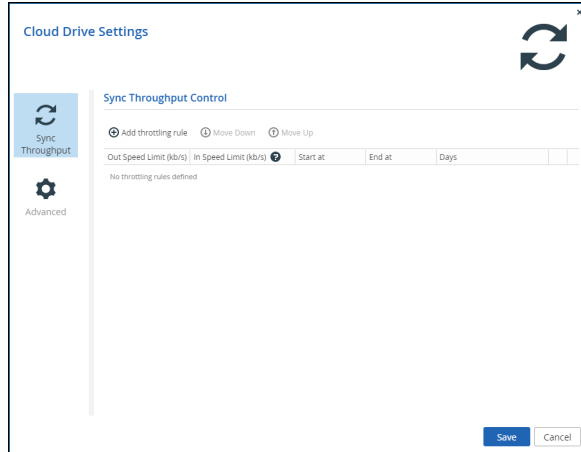 Cloud Drive Settings
Sync Throughput Control
Sync
Throughput
Add throttling rule Move Down Move Up
Out Speed Limit (kb/s) In Speed Limit (kb/s) ? Start at End at Days
No throttling rules defined
Advanced
Save Cancel